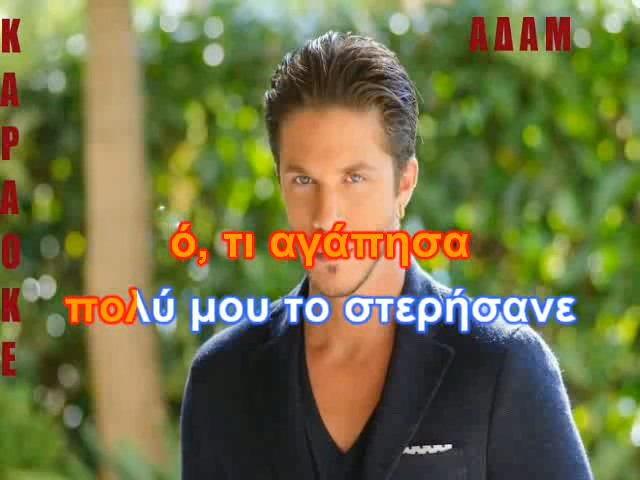 ΚΑΡΑΟΚΕ
ΑΔΑΜ
ό, τι αγάπησα
πολύ μου το στερήσανε